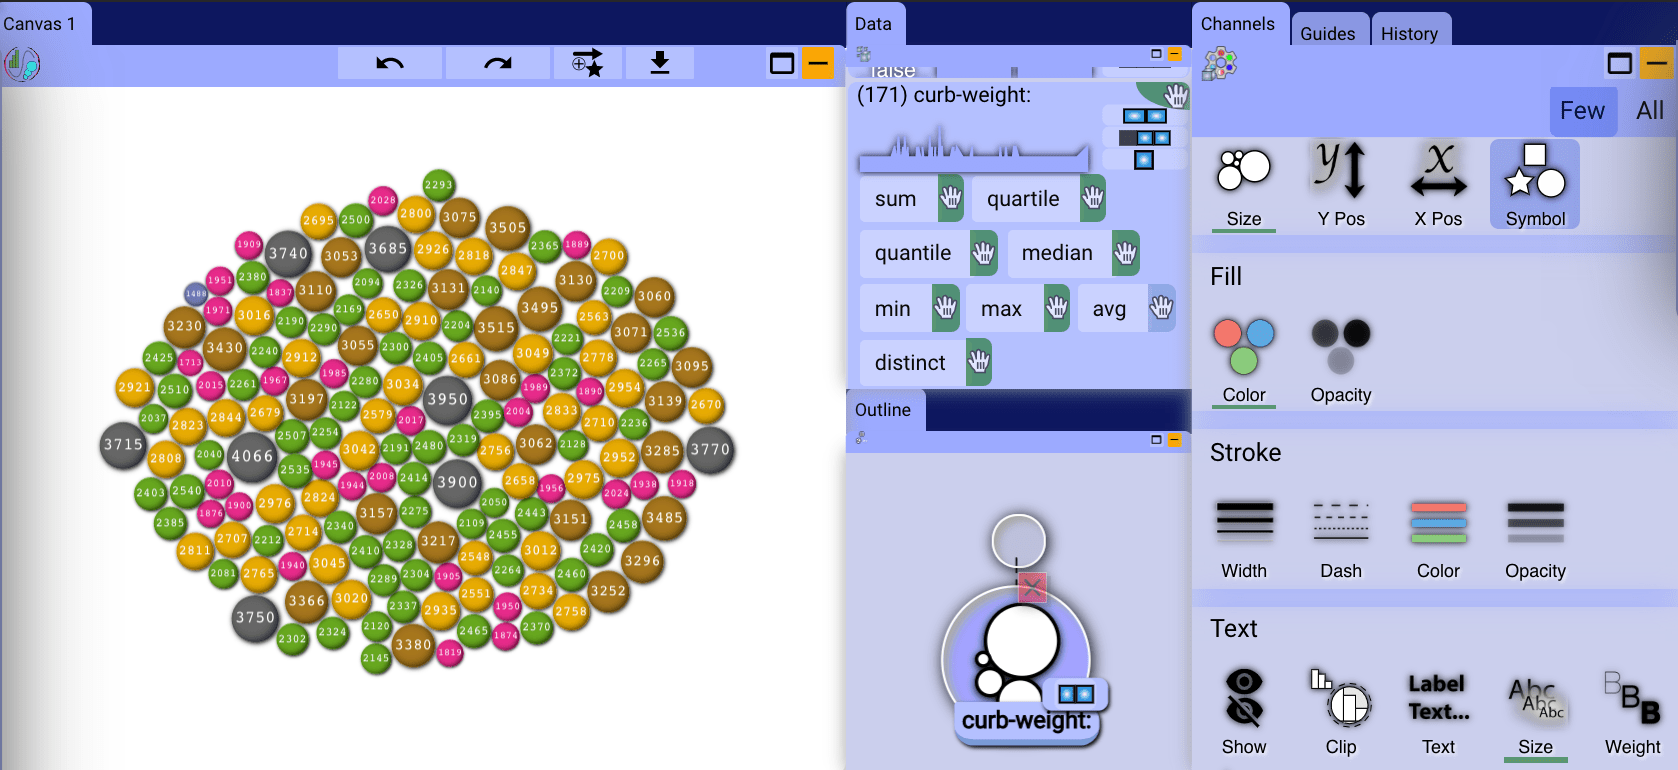 Canvas 1
Data
Channels
Guides
History
false
(171) curb-weight:
sum
quartile
quantile
median
min
max
avg
distinct
Outline
curb-weight:
Few
All
Size
Y Pos
X Pos
Symbol
Fill
Color
Opacity
Stroke
Width
Dash
Color
Opacity
Text
Label
Text...
Abc
Abc
Abc
B
B
B
Show
Clip
Text
Size
Weight
2293
2028
2695 2500 2800 3075
3505
1909 3740 3053 3685 2926 2818 2365 1889 2700
2847
1951 2380 2094 2326 3131 2140 3130 2209 3060
1488 1837 3110
1971 3016 2190 2290 2169 2650 2910 2204 3515 3495 2563
3230 3071 2536
3430 2240 2912 3055 2300 2405 2661 3049 2221 2778
2425 1713 2265 3095
2921 2510 2015 2261 1967 1985 2280 3034 3086 1989 2372 1890 2954
3197 2122 3950 3139 2670
2037 2823 2844 2679 2579 2017 2395 2004 2833 2710 2236
3715 2507 2254 3042 2191 2480 2319 2756 3062 2128 3285 3770
2808 2040 4066 2535 1945 2952
2403 2540 2010 1944 2008 2414 3900 2658 1956 2975 2024 1938 1918
1876 1900 2976 2824 2050
2385 3157 2275 2109 2443 3151 2458 3485
2811 2707 2212 2714 2340 2410 2328 3217 2455 3012 2420
2081 2765 1940 3045 2289 2304 1905 2548 2264 2460 3296
3750 3366 3020 2337 2935 2551 1950 2734 2758 3252
2302 2324 2120 2465 1874 2370
2145 3380 1819